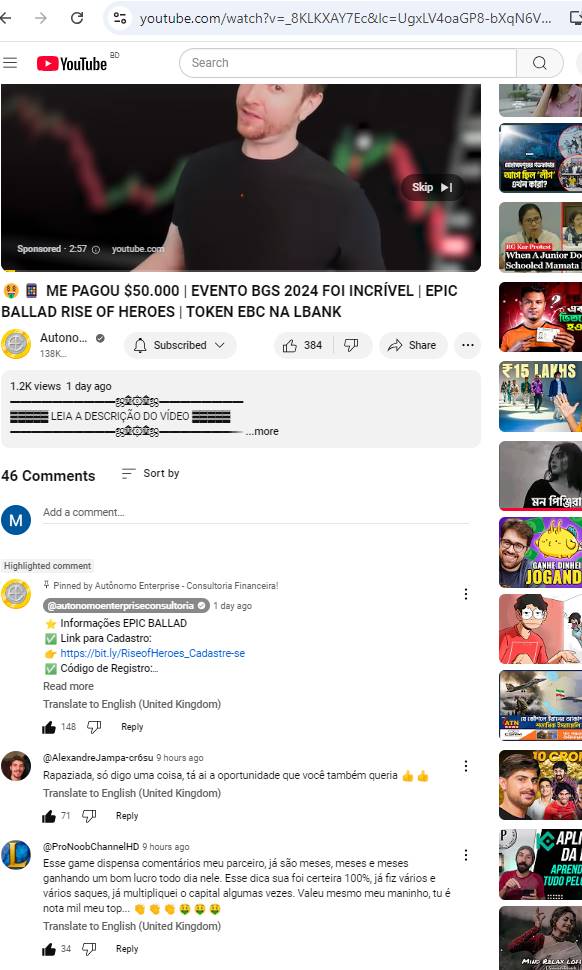 youtube.com/watch?v=_8KLKXAY7Ec&lc=UgxLV4oaGP8-bXqN6V...
YouTube BD
Search
Skip
Sponsored · 2:57 youtube.com
🤑 📱 ME PAGOU $50.000 | EVENTO BGS 2024 FOI INCRÍVEL | EPIC
BALLAD RISE OF HEROES | TOKEN EBC NA LBANK
Autono...
138K...
Subscribed
384
Share
1.2K views 1 day ago
LEIA A DESCRIÇÃO DO VÍDEO
...more
46 Comments
Sort by
M
Add a comment...
Highlighted comment
Pinned by Autônomo Enterprise - Consultoria Financeira!
@autonomoenterpriseconsultoria 1 day ago
⭐ Informações EPIC BALLAD
✅ Link para Cadastro:
👉 https://bit.ly/RiseofHeroes_Cadastre-se
✅ Código de Registro:...
Read more
Translate to English (United Kingdom)
148 Reply
@AlexandreJampa-cr6su 9 hours ago
Rapaziada, só digo uma coisa, tá ai a oportunidade que você também queria 👍👍
Translate to English (United Kingdom)
71 Reply
@ProNoobChannelHD 9 hours ago
Esse game dispensa comentários meu parceiro, já são meses, meses e meses
ganhando um bom lucro todo dia nele. Esse dica sua foi certeira 100%, já fiz vários e
vários saques, já multipliquei o capital algumas vezes. Valeu mesmo meu maninho, tu é
nota mil meu top... 👏👏👏🤑🤑🤑
Translate to English (United Kingdom)
34 Reply
আগে ছিল 'লীগ'
এখন কারা?
RG Kar Protest
When A Junior Do
Schooled Mamata
₹15 LAKHS
মন পিঞ্জিরা
GANHE DINHEI
JOGAND
ATN
NEWS
10 GRO
APLI
DA
APREND
TUDO PEL
MIND RELAX LOFI